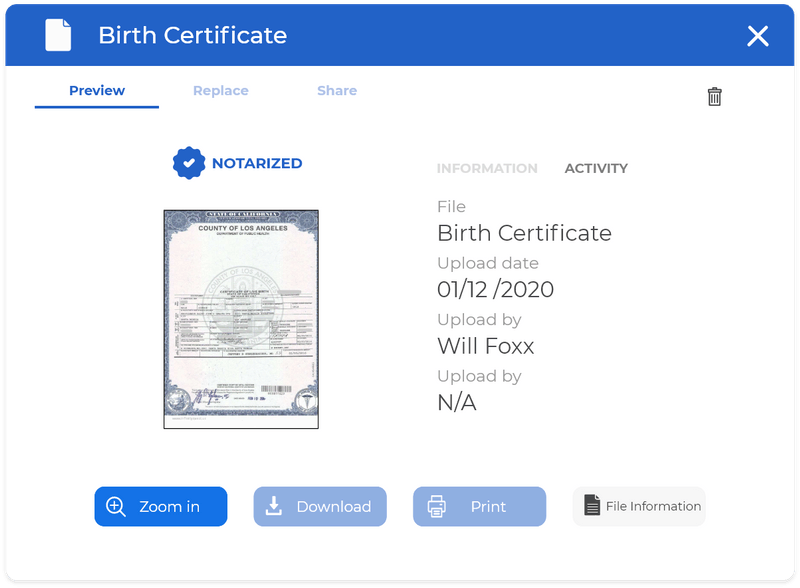 Birth Certificate
Preview
Replace
Share
NOTARIZED
STATE OF CALIFORNIA
COUNTY OF LOS ANGELES
DEPARTMENT OF PUBLIC HEALTH
INFORMATION
ACTIVITY
File
Birth Certificate
Upload date
01/12 /2020
Upload by
Will Foxx
Upload by
N/A
Zoom in
Download
Print
File Information